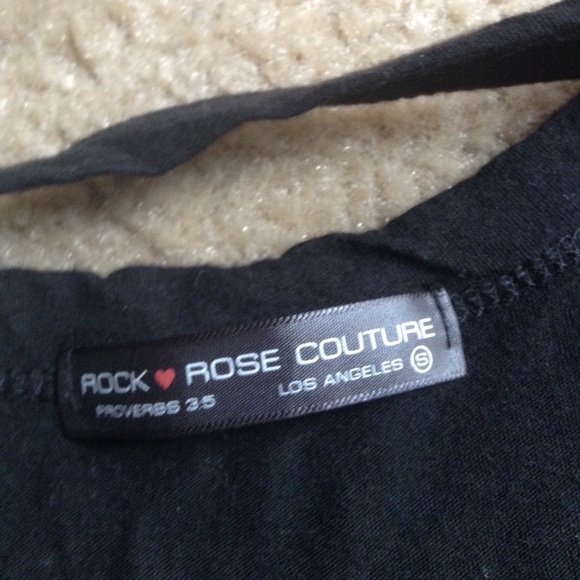 ROCK ♥ ROSE COUTURE
PROVERBS 3:5 LOS ANGELES S